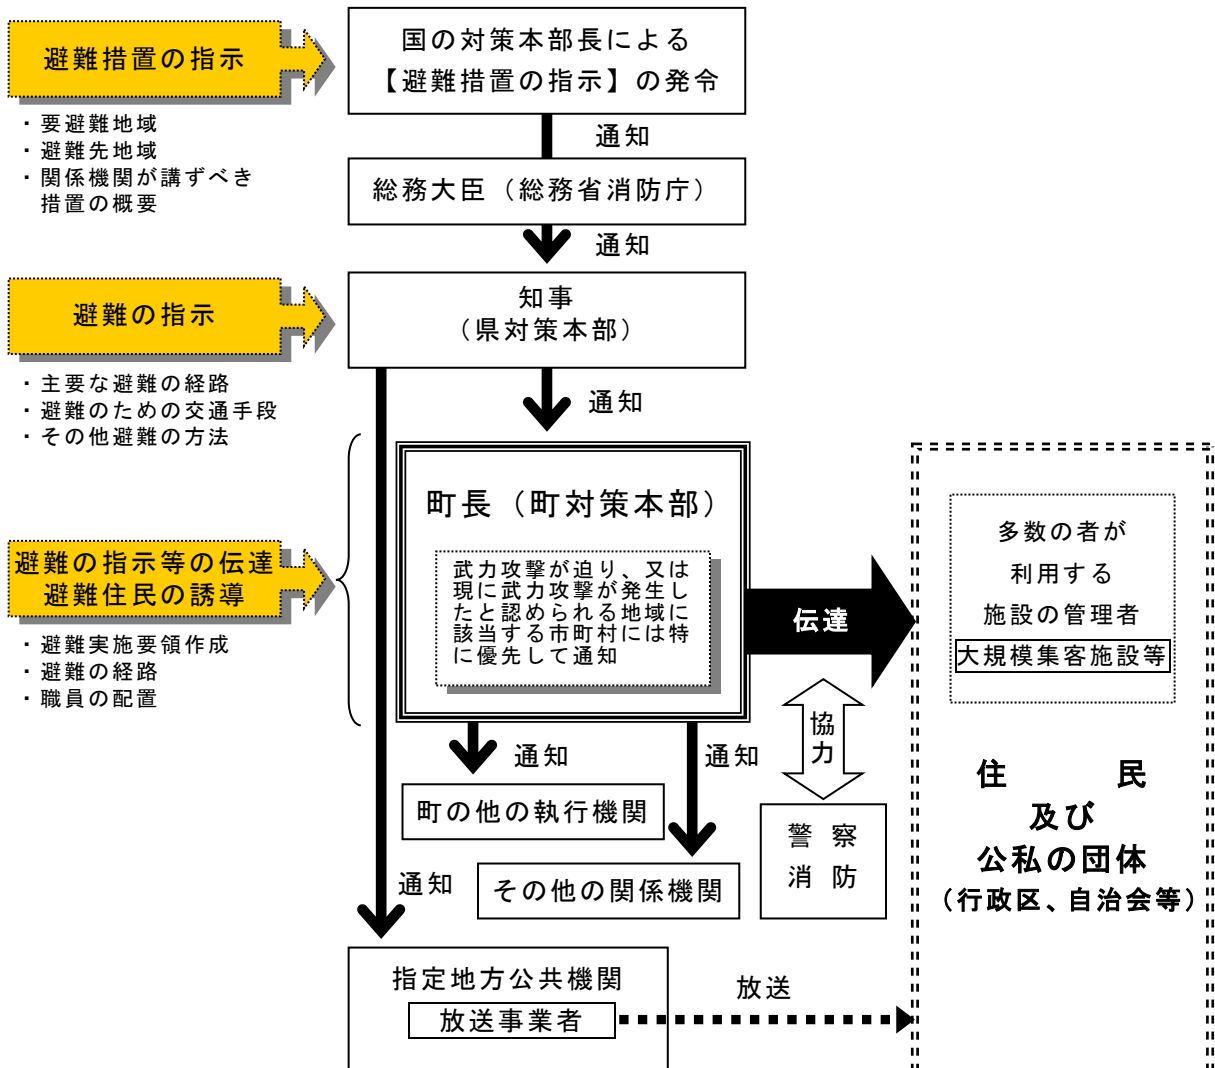 避難措置の指示
・要避難地域
・避難先地域
・関係機関が講ずべき
措置の概要
国の対策本部長による
【避難措置の指示】の発令
通知
総務大臣（総務省消防庁）
通知
避難の指示
・主要な避難の経路
・避難のための交通手段
・その他避難の方法
知事
（県対策本部）
通知
避難の指示等の伝達
避難住民の誘導
・避難実施要領作成
・避難の経路
・職員の配置
町長（町対策本部）
武力攻撃が迫り、又は
現に武力攻撃が発生し
たと認められる地域に
該当する市町村には特
に優先して通知
伝達
協力
警察
消防
通知
町の他の執行機関
通知
その他の関係機関
通知
指定地方公共機関
放送事業者
放送
多数の者が
利用する
施設の管理者
大規模集客施設等
住民
及び
公私の団体
（行政区、自治会等）